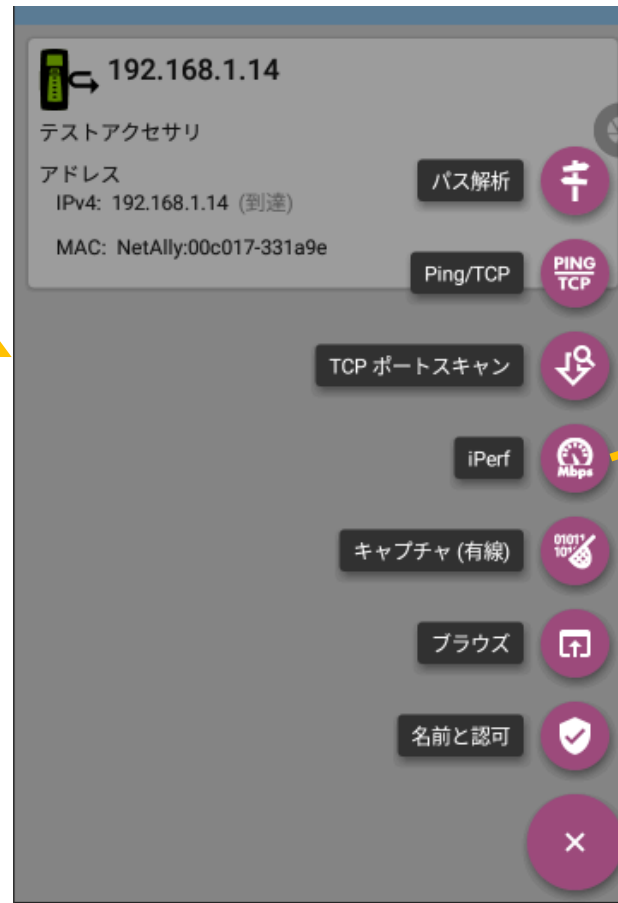 192.168.1.14
テストアクセサリ
アドレス
IPv4: 192.168.1.14 (到達)
MAC: NetAlly:00c017-331a9e
パス解析
Ping/TCP
PING
TCP
TCP ポートスキャン
iPerf
Mbps
キャプチャ (有線)
01011
101
ブラウズ
名前と認可